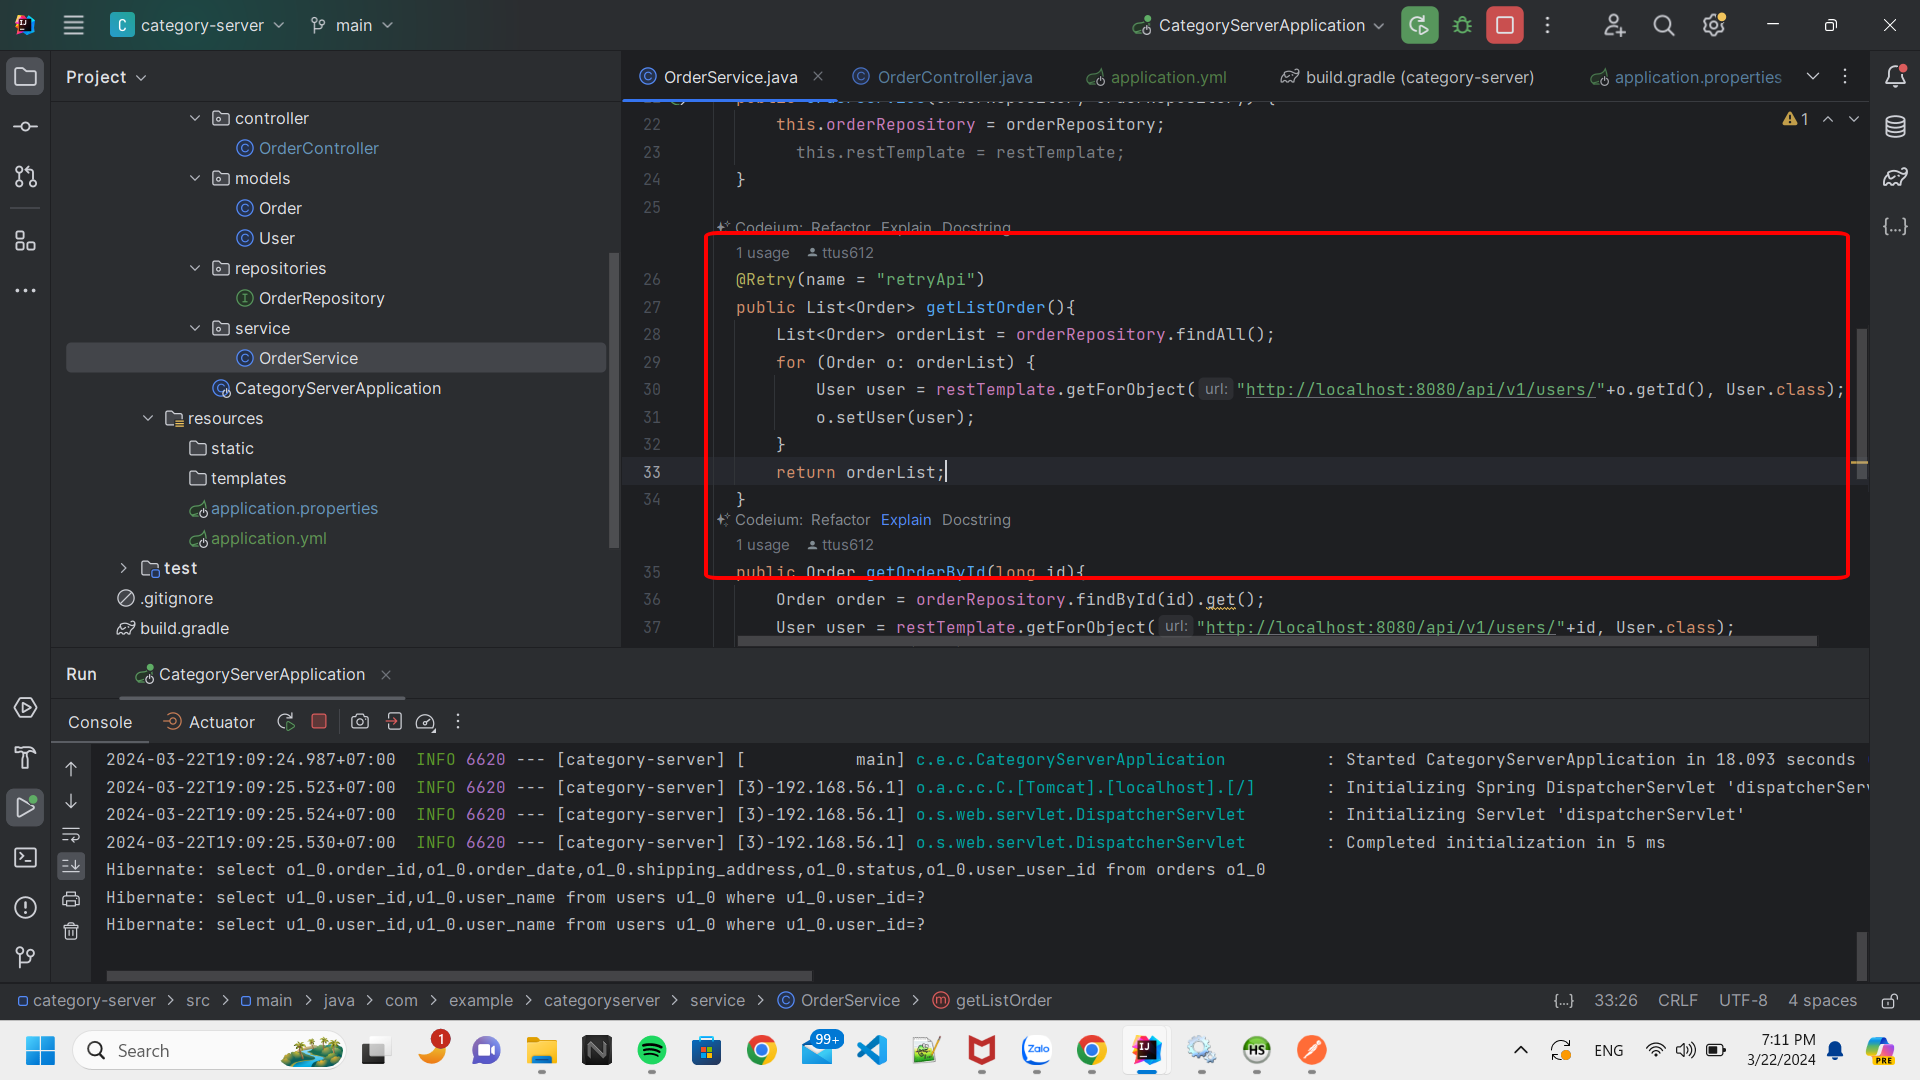 category-server
main
CategoryServerApplication
Project
OrderService.java
OrderController.java
application.yml
build.gradle (category-server)
application.properties
controller
OrderController
models
Order
User
repositories
OrderRepository
service
OrderService
CategoryServerApplication
resources
static
templates
application.properties
application.yml
test
.gitignore
build.gradle
1
22 this.orderRepository = orderRepository;
23 this.restTemplate = restTemplate;
24 }
25
Codeium: Refactor Explain Docstring
1 usage ttus612
26 @Retry(name = "retryApi")
27 public List<Order> getListOrder(){
28 List<Order> orderList = orderRepository.findAll();
29 for (Order o: orderList) {
30 User user = restTemplate.getForObject( url: "http://localhost:8080/api/v1/users/"+o.getId(), User.class);
31 o.setUser(user);
32 }
33 return orderList;
34 }
Codeium: Refactor Explain Docstring
1 usage ttus612
35 public Order getOrderById(long id){
36 Order order = orderRepository.findById(id).get();
37 User user = restTemplate.getForObject( url: "http://localhost:8080/api/v1/users/"+id, User.class);
Run CategoryServerApplication
Console Actuator
2024-03-22T19:09:24.987+07:00 INFO 6620 --- [category-server] [ main] c.e.c.CategoryServerApplication : Started CategoryServerApplication in 18.093 seconds
2024-03-22T19:09:25.523+07:00 INFO 6620 --- [category-server] [3)-192.168.56.1] o.a.c.c.C.[Tomcat].[localhost].[/] : Initializing Spring DispatcherServlet 'dispatcherServ
2024-03-22T19:09:25.524+07:00 INFO 6620 --- [category-server] [3)-192.168.56.1] o.s.web.servlet.DispatcherServlet : Initializing Servlet 'dispatcherServlet'
2024-03-22T19:09:25.530+07:00 INFO 6620 --- [category-server] [3)-192.168.56.1] o.s.web.servlet.DispatcherServlet : Completed initialization in 5 ms
Hibernate: select o1_0.order_id,o1_0.order_date,o1_0.shipping_address,o1_0.status,o1_0.user_user_id from orders o1_0
Hibernate: select u1_0.user_id,u1_0.user_name from users u1_0 where u1_0.user_id=?
Hibernate: select u1_0.user_id,u1_0.user_name from users u1_0 where u1_0.user_id=?
category-server > src > main > java > com > example > categoryserver > service > OrderService > getListOrder
{...} 33:26 CRLF UTF-8 4 spaces
Search
1
99+
Zalo
HS
ENG
7:11 PM
3/22/2024
PRE